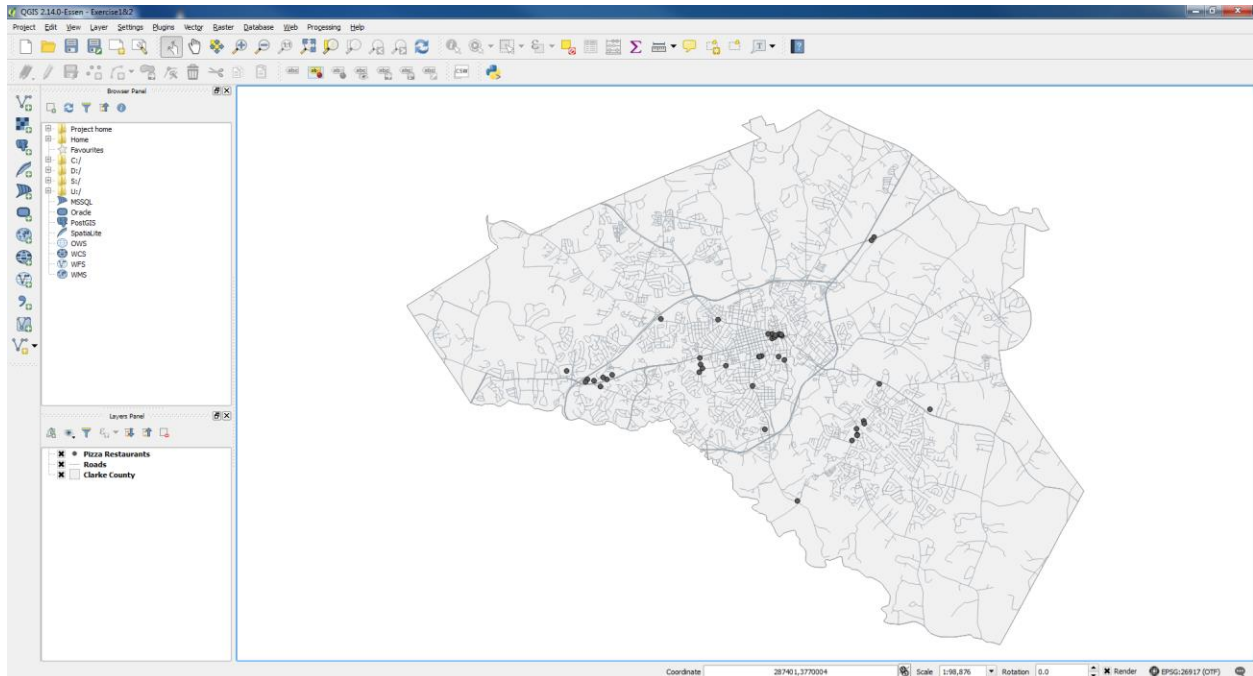 QGIS 2.14.0-Essen - Exercise1&2
Project Edit View Layer Settings Plugins Vector Raster Database Web Processing Help
CSW
Browser Panel
Project home
Home
Favourites
C:/
D:/
S:/
U:/
MSSQL
Oracle
PostGIS
SpatiaLite
OWS
WCS
WFS
WMS
Layers Panel
Pizza Restaurants
Roads
Clarke County
Coordinate 287401,3770004 Scale 1:98,876 Rotation 0.0 Render EPSG:26917 (OTF)